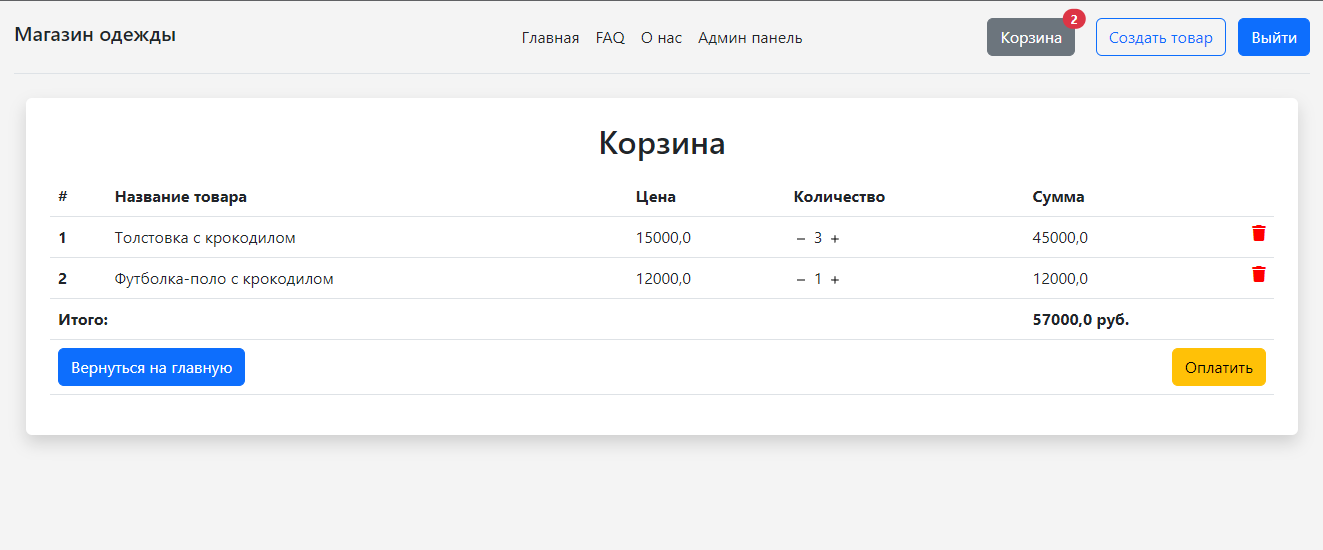 Магазин одежды Главная FAQ О нас Админ панель Корзина 2 Создать товар Выйти
Корзина
# Название товара Цена Количество Сумма
1 Толстовка с крокодилом 15000,0 − 3 + 45000,0
2 Футболка-поло с крокодилом 12000,0 − 1 + 12000,0
Итого: 57000,0 руб.
Вернуться на главную Оплатить